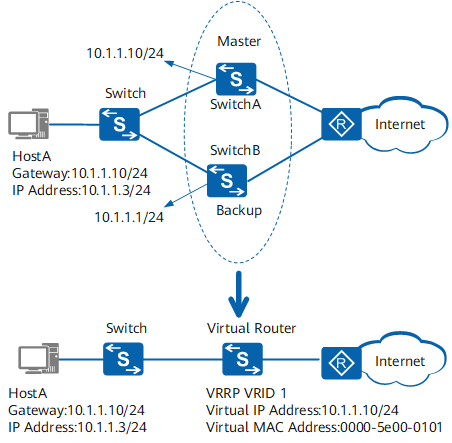 Master
10.1.1.10/24
Switch
S
S
SwitchA
R
Internet
HostA
Gateway:10.1.1.10/24
IP Address:10.1.1.3/24
SwitchB
S
10.1.1.1/24
Backup
Switch
Virtual Router
S
S
R
Internet
HostA
Gateway:10.1.1.10/24
IP Address:10.1.1.3/24
VRRP VRID 1
Virtual IP Address:10.1.1.10/24
Virtual MAC Address:0000-5e00-0101